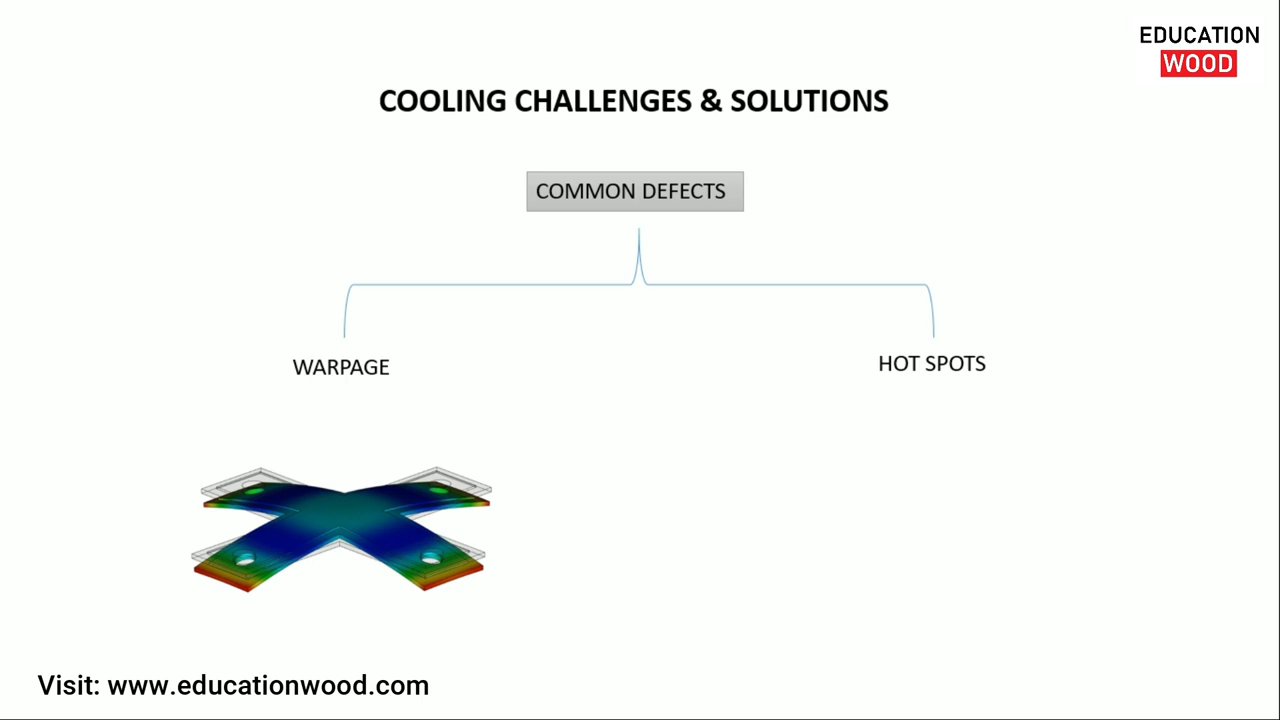 EDUCATION
WOOD
COOLING CHALLENGES & SOLUTIONS
COMMON DEFECTS
WARPAGE
HOT SPOTS
Visit: www.educationwood.com